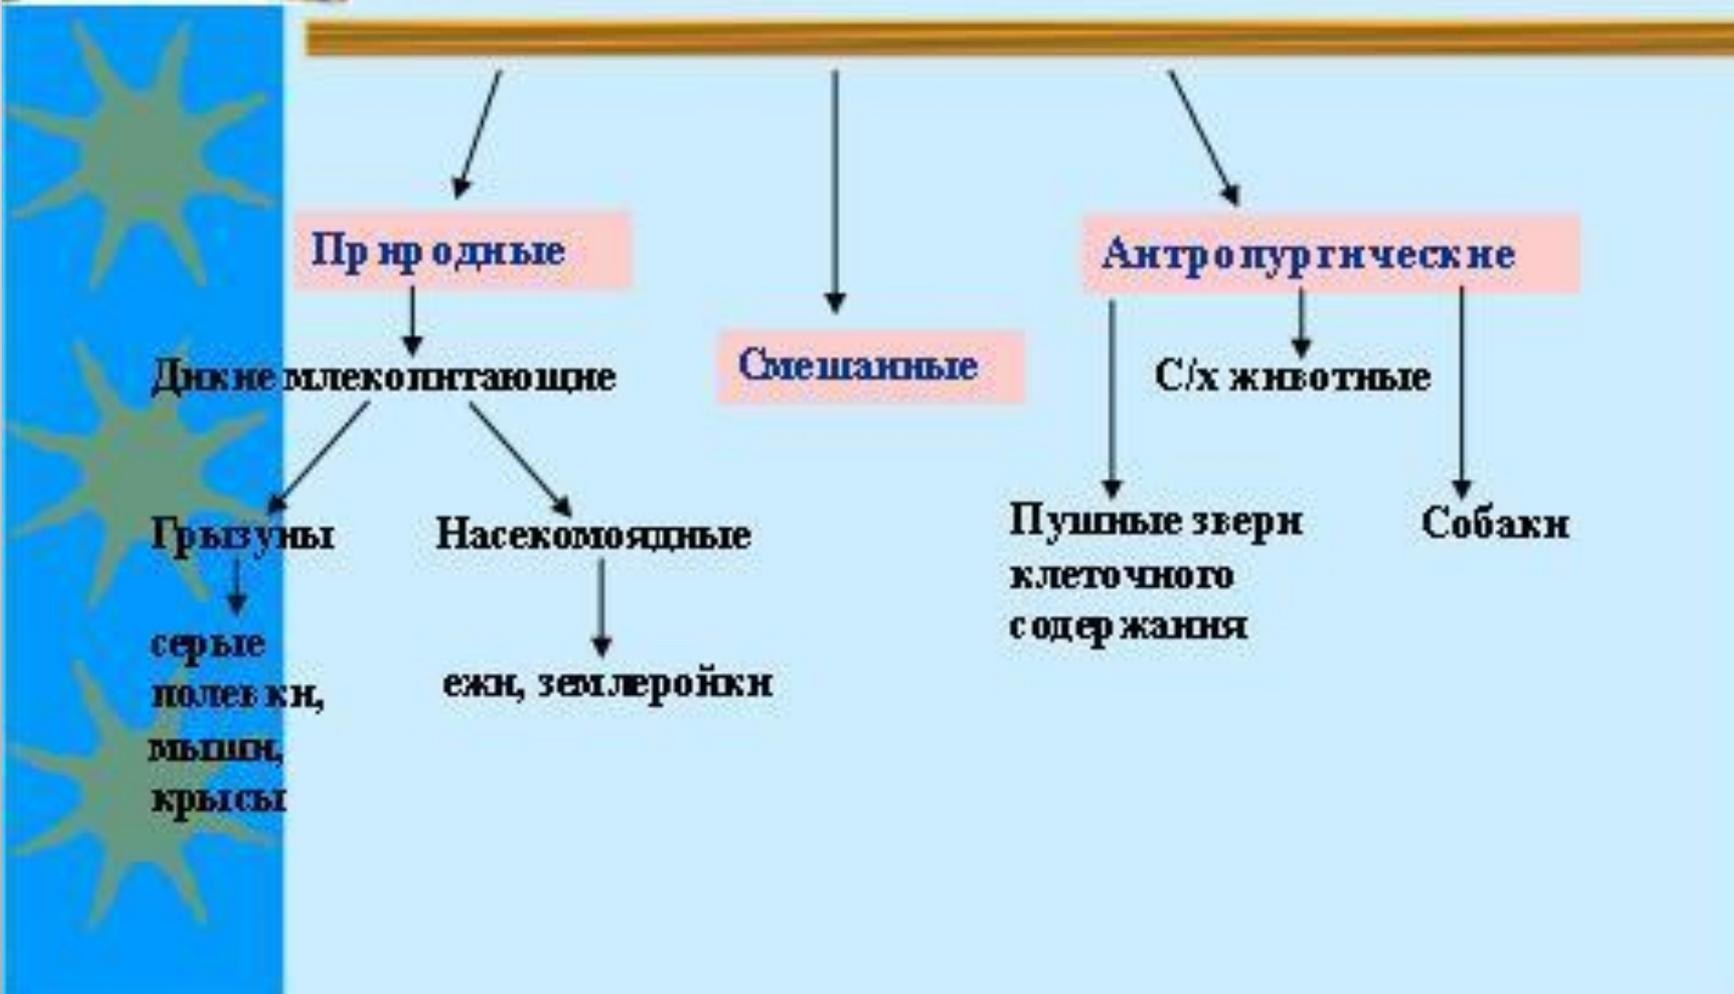 Природные
Антропургические
Смешанные
Дикие млекопитающие
С/х животные
Грызуны
Насекомоядные
Пушные звери
клеточного
содержания
Собаки
серые
полевки,
мыши,
крысы
ежи, землеройки